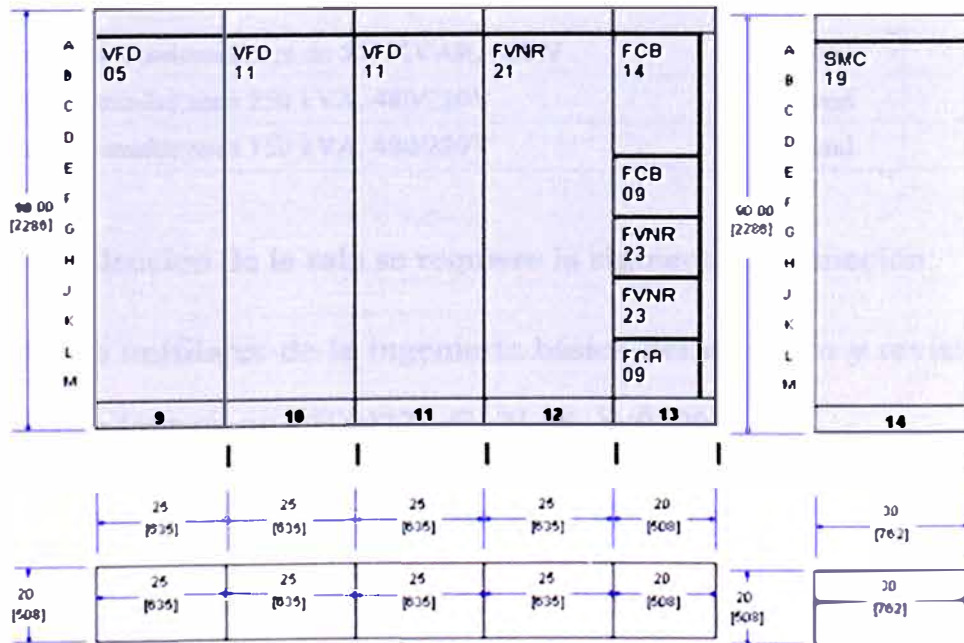 A
B
C
D
E
F
G
H
J
K
L
M
90.00
[2286]
VFD
05
VFD
11
VFD
11
FVNR
21
FCB
14
FCB
09
FVNR
23
FVNR
23
FCB
09
9
10
11
12
13
A
B
C
D
E
F
G
H
J
K
L
M
90.00
[2286]
SMC
19
14
25
[635]
25
[635]
25
[635]
25
[635]
20
[508]
30
[762]
20
[508]
25
[635]
25
[635]
25
[635]
25
[635]
20
[508]
20
[508]
30
[762]